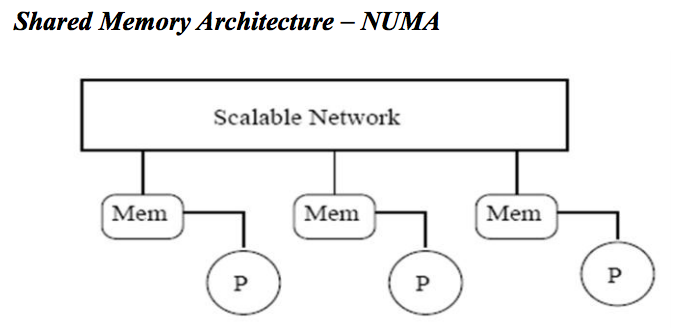 Shared Memory Architecture – NUMA
Scalable Network
Mem Mem Mem
P P P